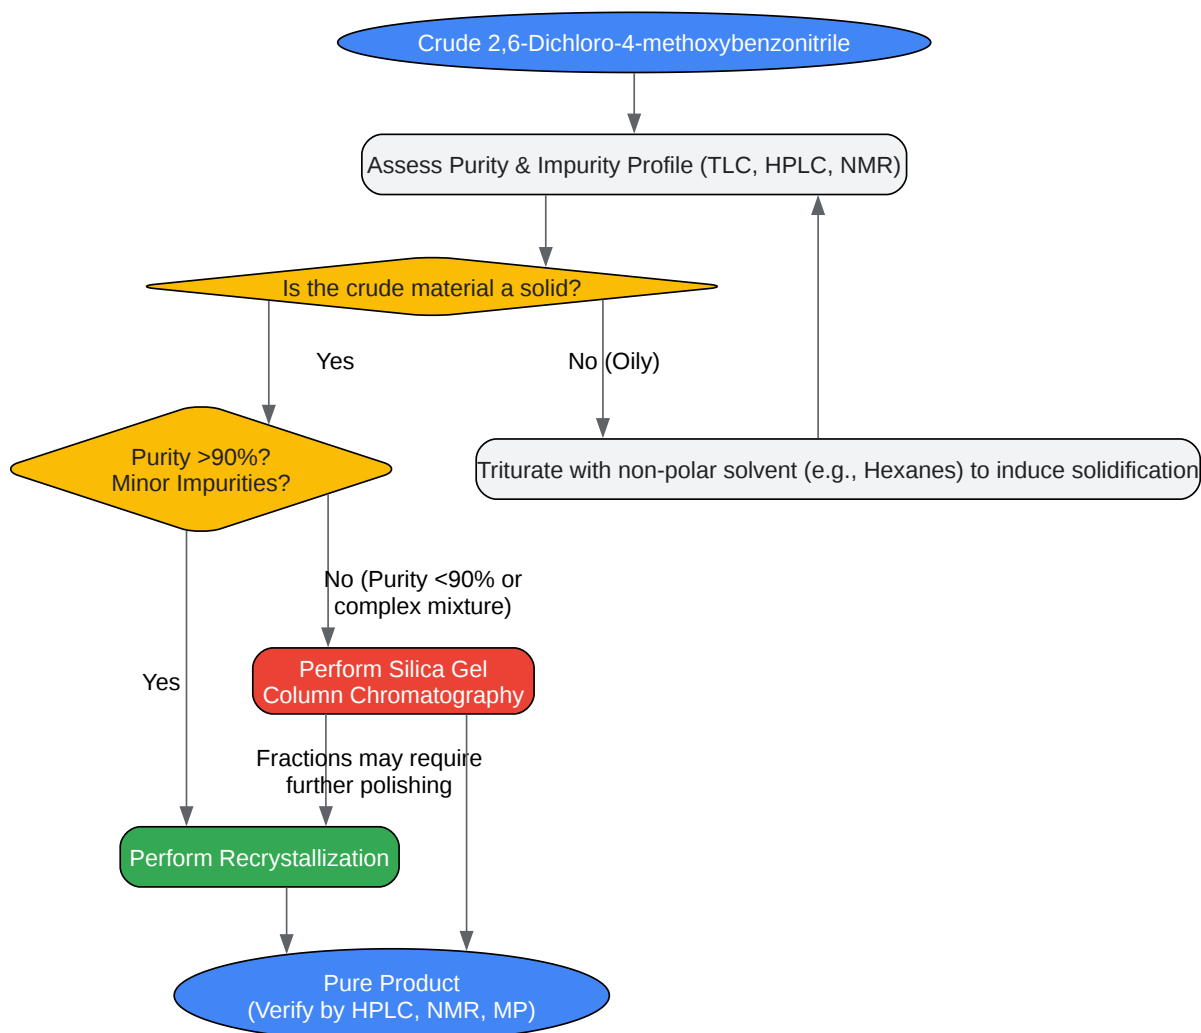 Crude 2,6-Dichloro-4-methoxybenzonitrile
Assess Purity & Impurity Profile (TLC, HPLC, NMR)
Is the crude material a solid?
Yes
No (Oily)
Purity >90%?
Minor Impurities?
Triturate with non-polar solvent (e.g., Hexanes) to induce solidification
No (Purity <90% or
complex mixture)
Yes
Perform Silica Gel
Column Chromatography
Fractions may require
further polishing
Perform Recrystallization
Pure Product
(Verify by HPLC, NMR, MP)